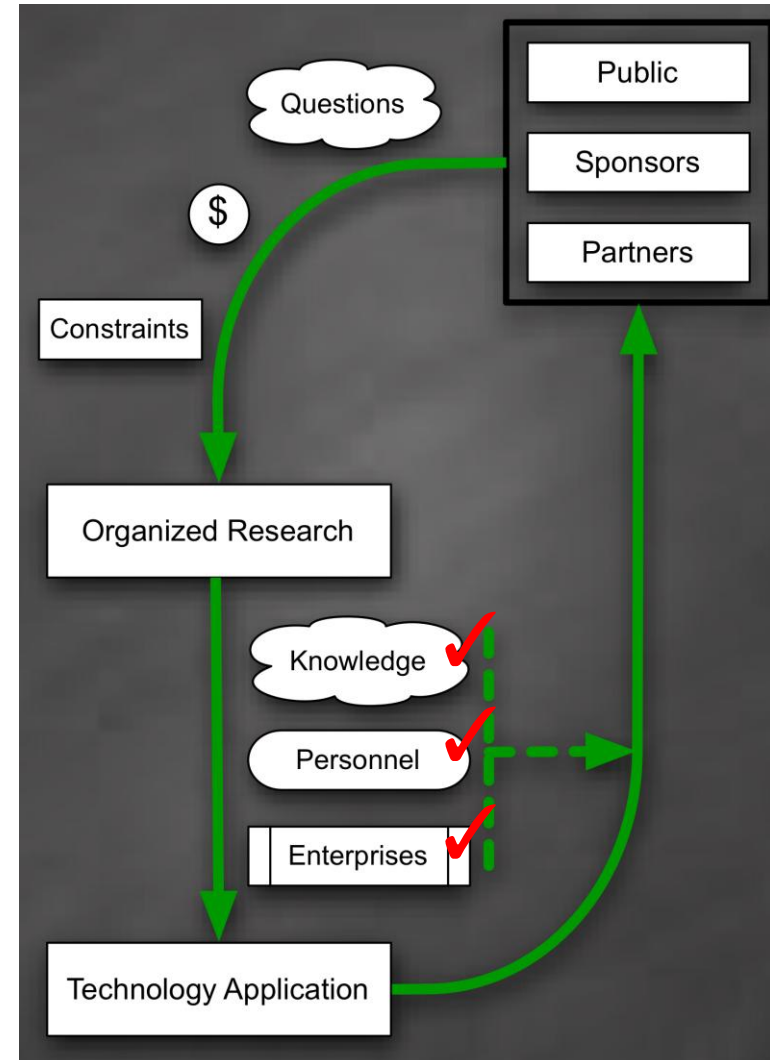 Public
Questions
Sponsors
$
Partners
Constraints
Organized Research
Knowledge
Personnel
Enterprises
Technology Application